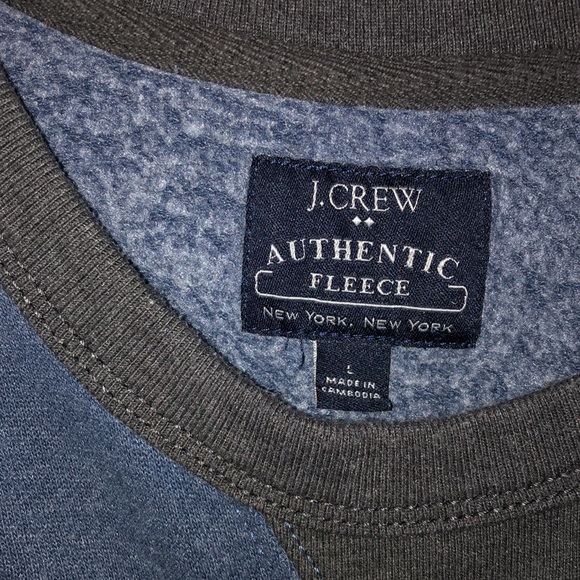 J.CREW
AUTHENTIC
FLEECE
NEW YORK, NEW YORK
L
MADE IN
CAMBODIA